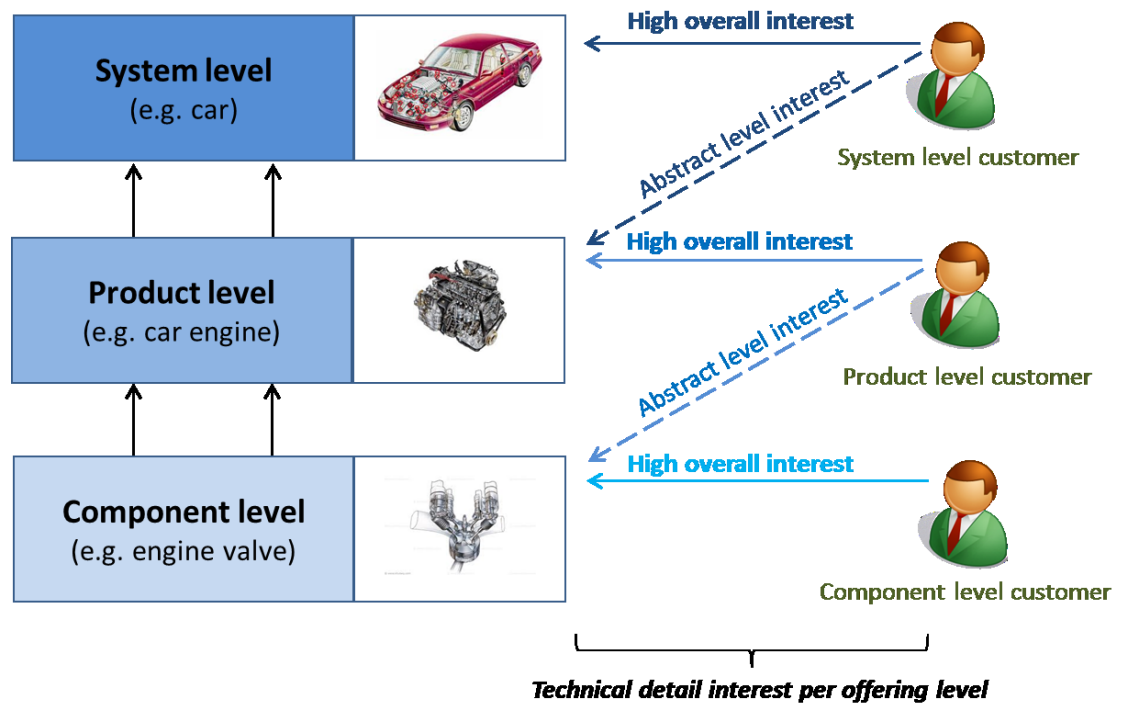 High overall interest
System level
(e.g. car)
Abstract level interest
System level customer
High overall interest
Product level
(e.g. car engine)
Abstract level interest
Product level customer
High overall interest
Component level
(e.g. engine valve)
Component level customer
Technical detail interest per offering level